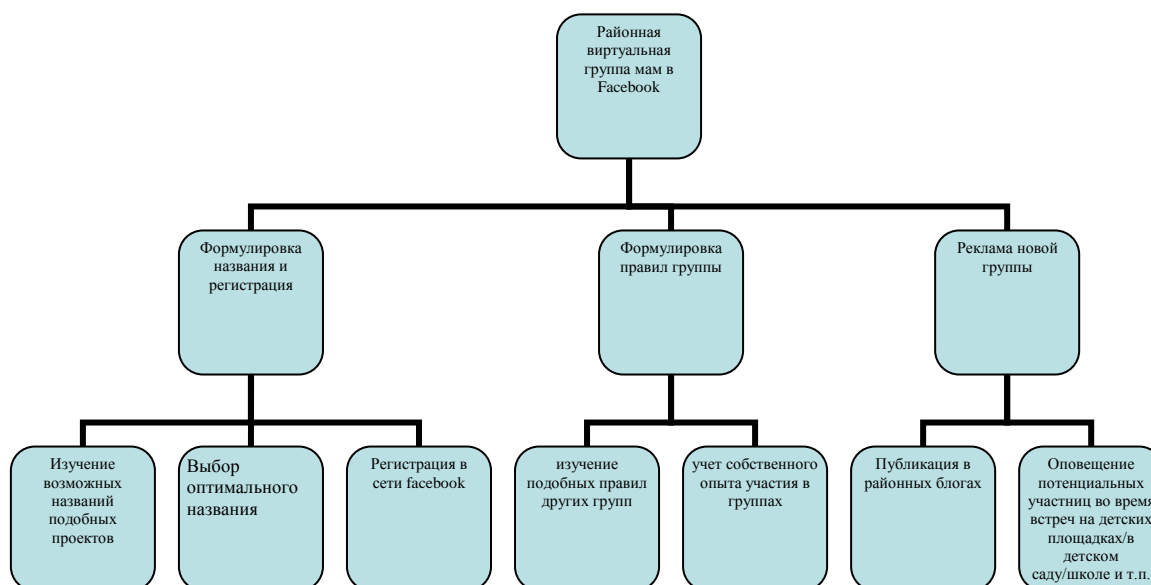 Районная
виртуальная
группа мам в
Facebook
Формулировка
названия и
регистрация
Формулировка
правил группы
Реклама новой
группы
Изучение
возможных
названий
подобных
проектов
Выбор
оптимального
названия
Регистрация в
сети facebook
изучение
подобных правил
других групп
учет собственного
опыта участия в
группах
Публикация в
районных блогах
Оповещение
потенциальных
участниц во время
встреч на детских
площадках/в
детском
саду/школе и т.п.